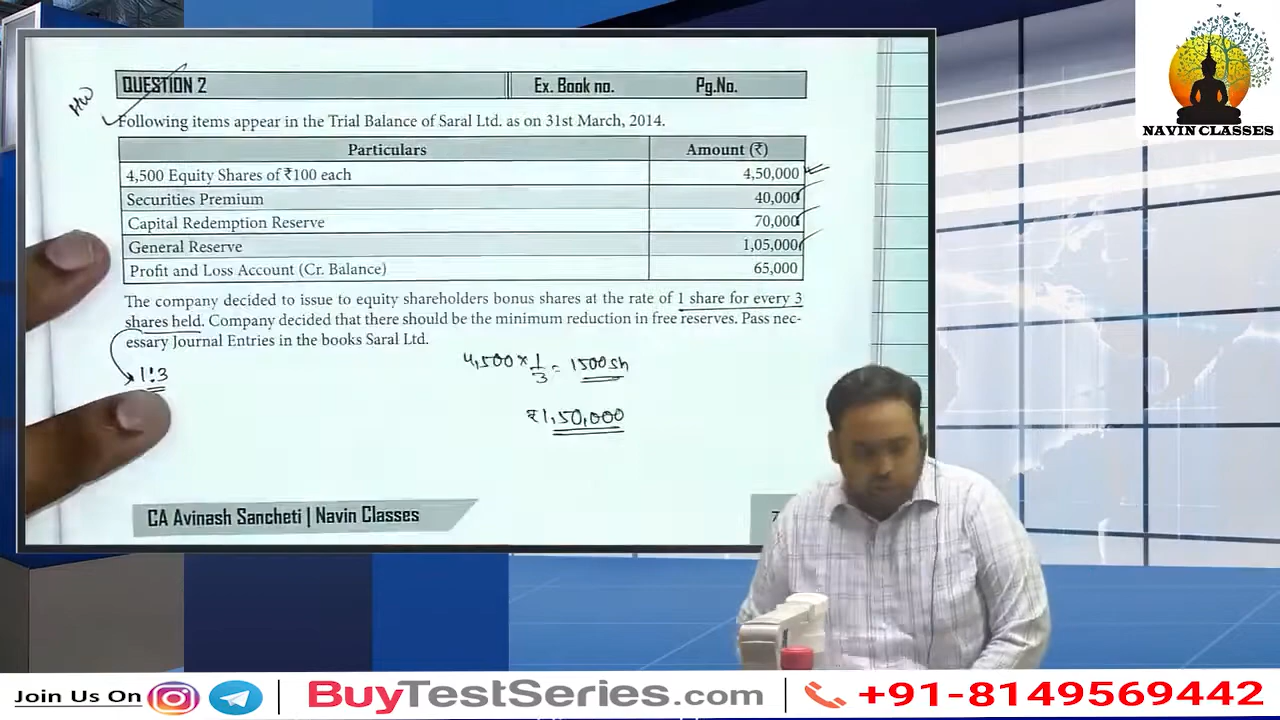 NAVIN CLASSES
HW
QUESTION 2 Ex. Book no. Pg.No.
Following items appear in the Trial Balance of Saral Ltd. as on 31st March, 2014.
Particulars Amount (₹)
4,500 Equity Shares of ₹100 each 4,50,000
Securities Premium 40,000
Capital Redemption Reserve 70,000
General Reserve 1,05,000
Profit and Loss Account (Cr. Balance) 65,000
The company decided to issue to equity shareholders bonus shares at the rate of 1 share for every 3
shares held. Company decided that there should be the minimum reduction in free reserves. Pass nec-
essary Journal Entries in the books Saral Ltd.
1:3
4,500 × 1/3 = 1500 sh
₹1,50,000
CA Avinash Sancheti | Navin Classes
7
Join Us On BuyTestSeries.com +91-8149569442